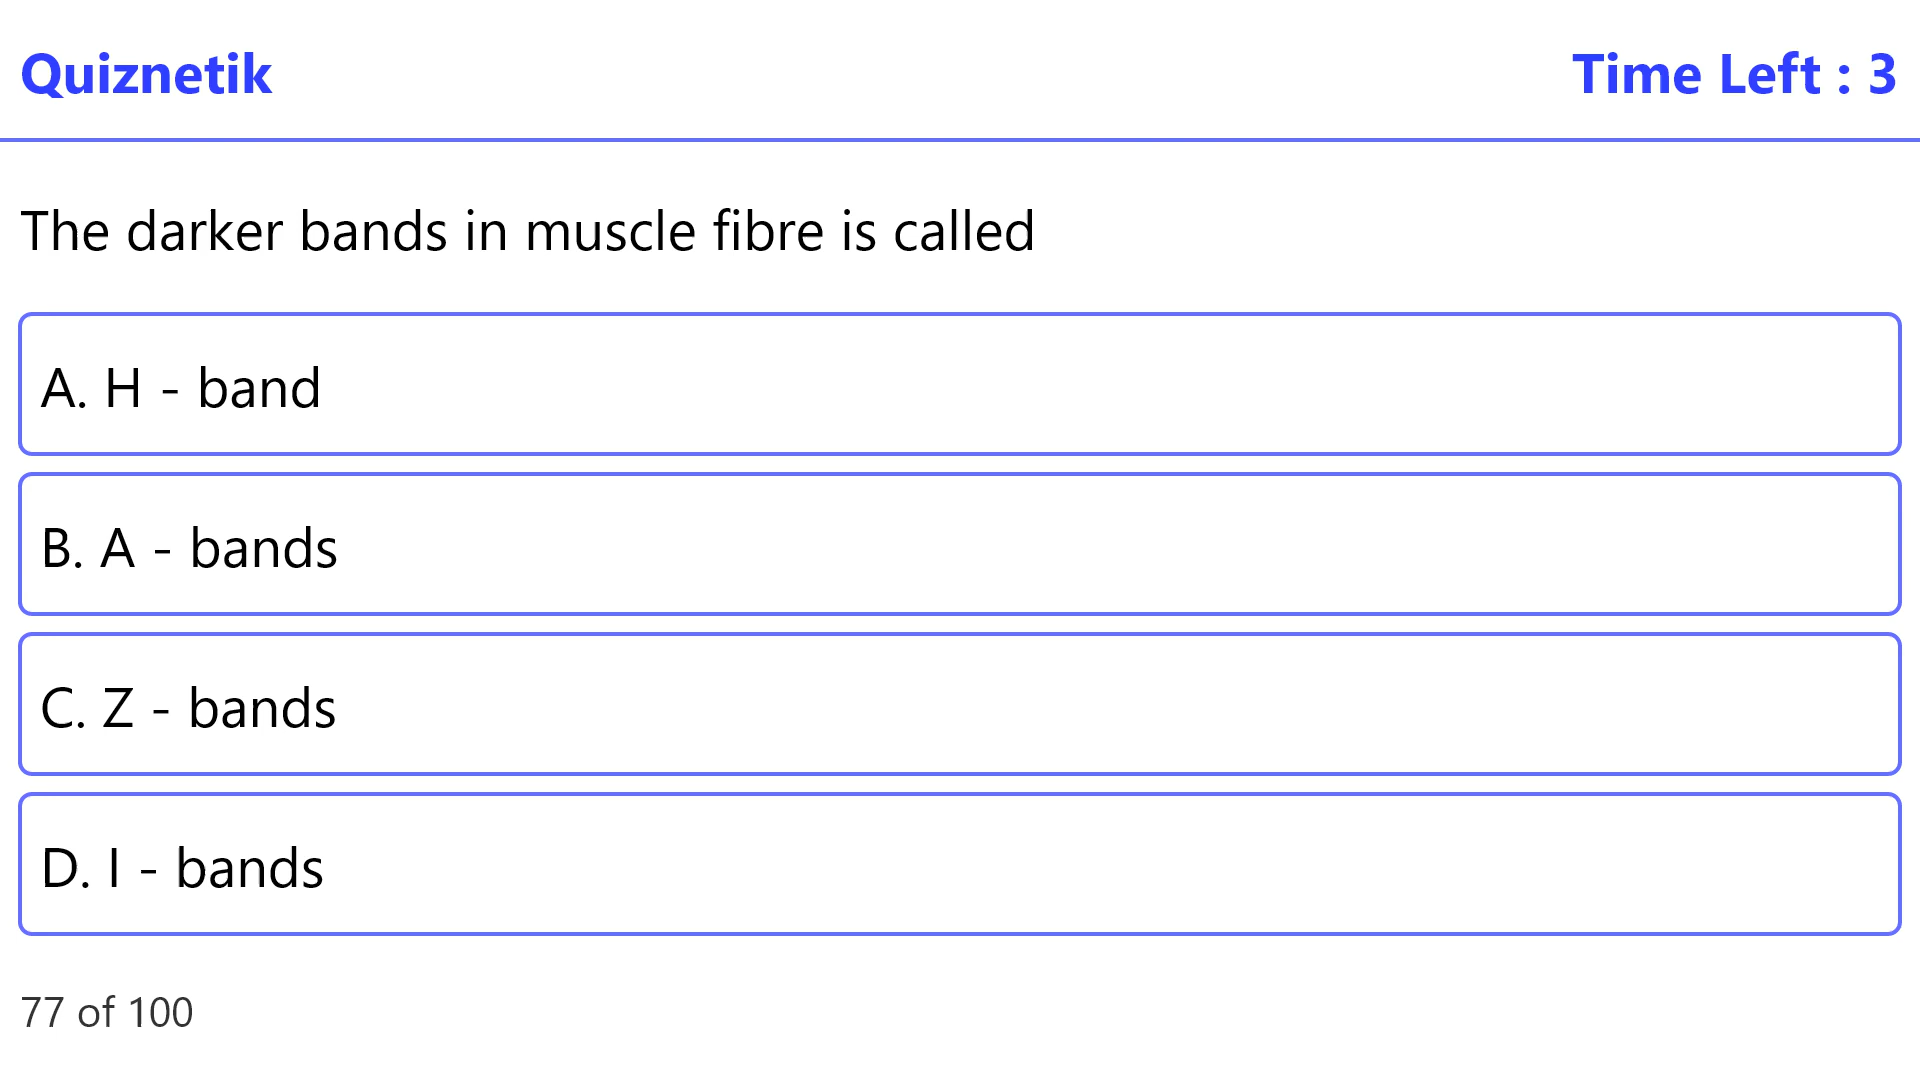 Quiznetik
Time Left : 3
The darker bands in muscle fibre is called
A. H - band
B. A - bands
C. Z - bands
D. I - bands
77 of 100